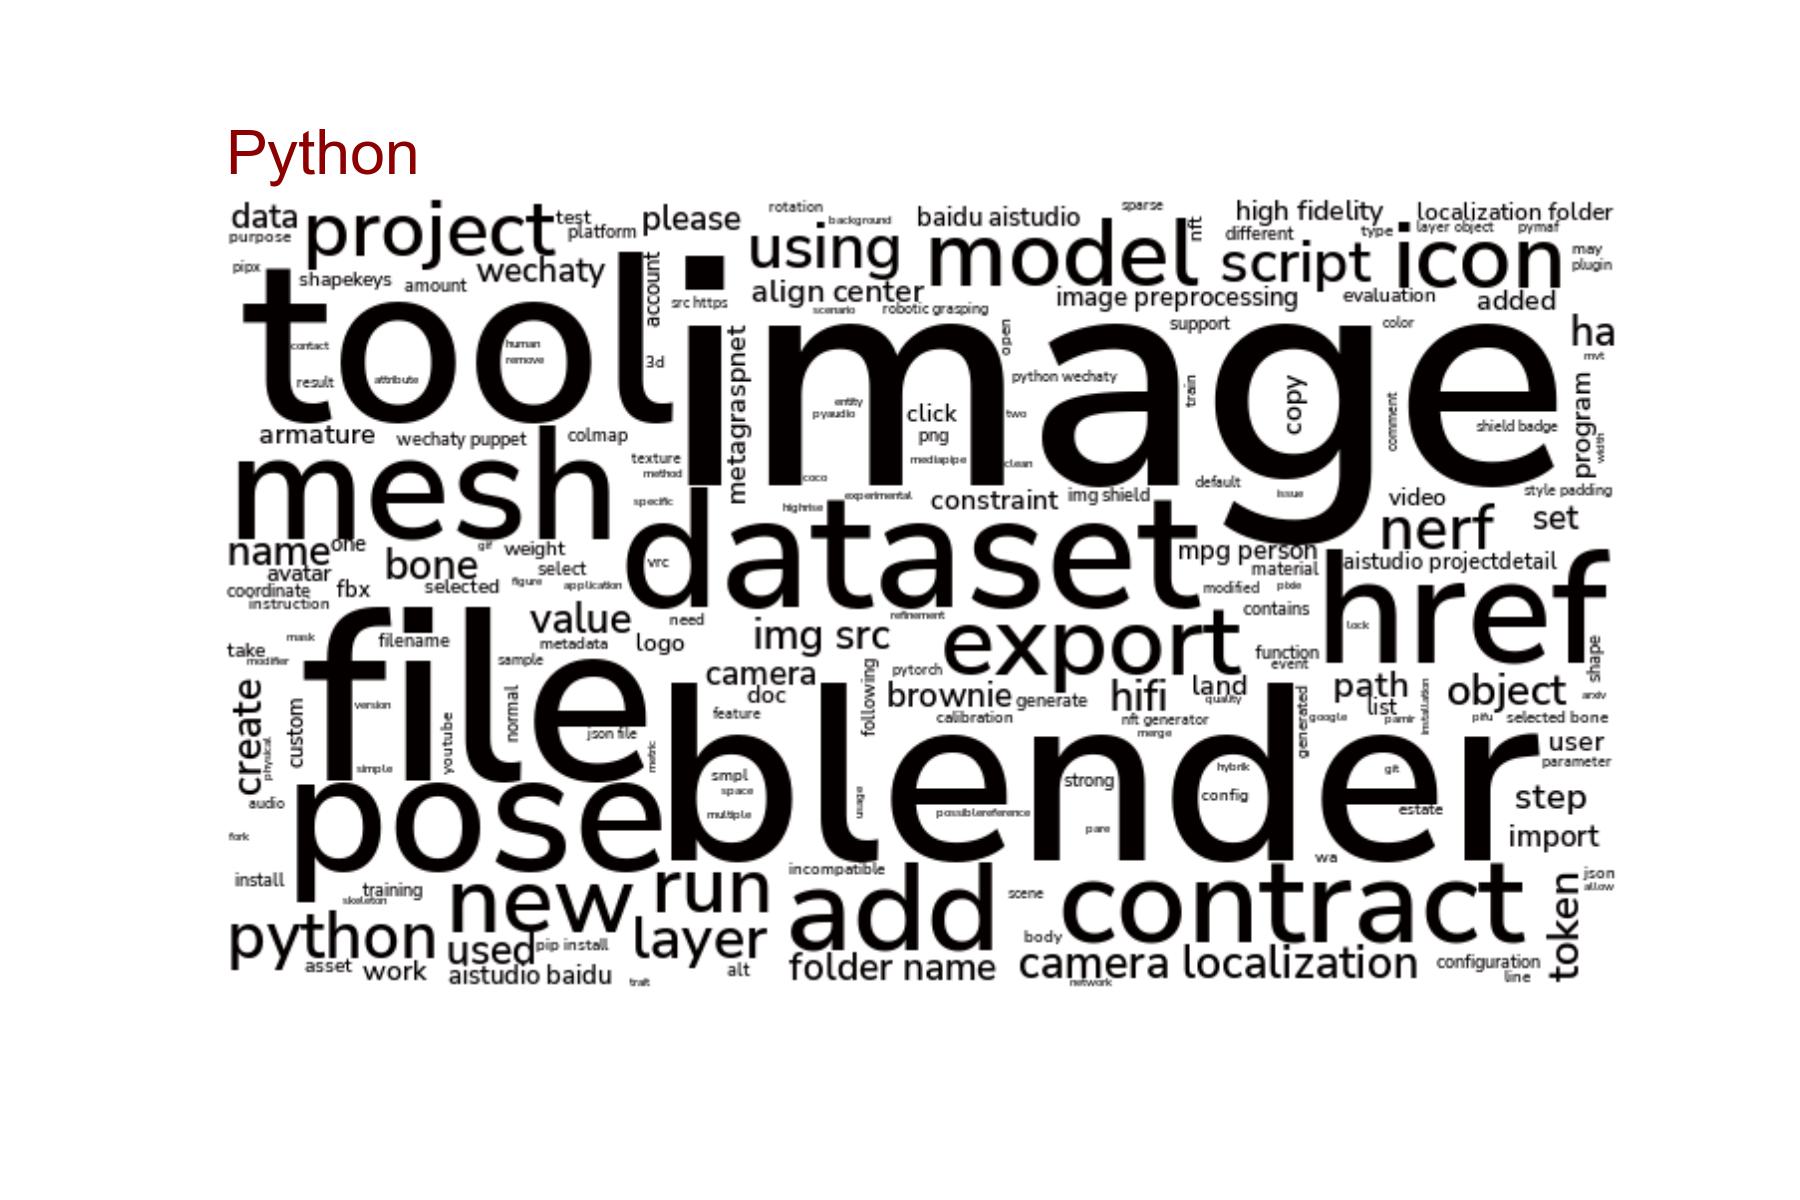 Python
data project test please rotation background baidu aistudio sparse nft high fidelity localization folder
purpose platform using model different type layer object pymaf
pipx shapekeys amount wechaty account src https align center script icon may plugin
tool image scenario robotic grasping image preprocessing evaluation added
contact human remove 3d metagraspnet open support color ha
result attribute entity pyaudio click two python wechaty train copy comment mvt program
armature wechaty puppet colmap png shield badge width
mesh texture method mediapipe clean coco default issue style padding
specific highrise experimental constraint img shield video nerf set
name one bone gif weight vrc dataset mpg person aistudio projectdetail
avatar fbx selected figure select application material href
coordinate modified pixie
instruction value need refinement contains
mask filename metadata logo img src export function lock
take modifier file sample camera following pytorch event shape
create custom version normal doc brownie generate hifi land quality path list object arxiv
physical youtube json file metric feature calibration nft generator merge generated google pamir installation pifu selected bone
simple blender user parameter
audio pose smpl space multiple usage possiblereference strong pare hybrik config git estate step
fork import
install training skeleton new run incompatible add scene wa contract token json allow
python used pip install layer body
asset work aistudio baidu trait alt folder name camera localization network configuration line